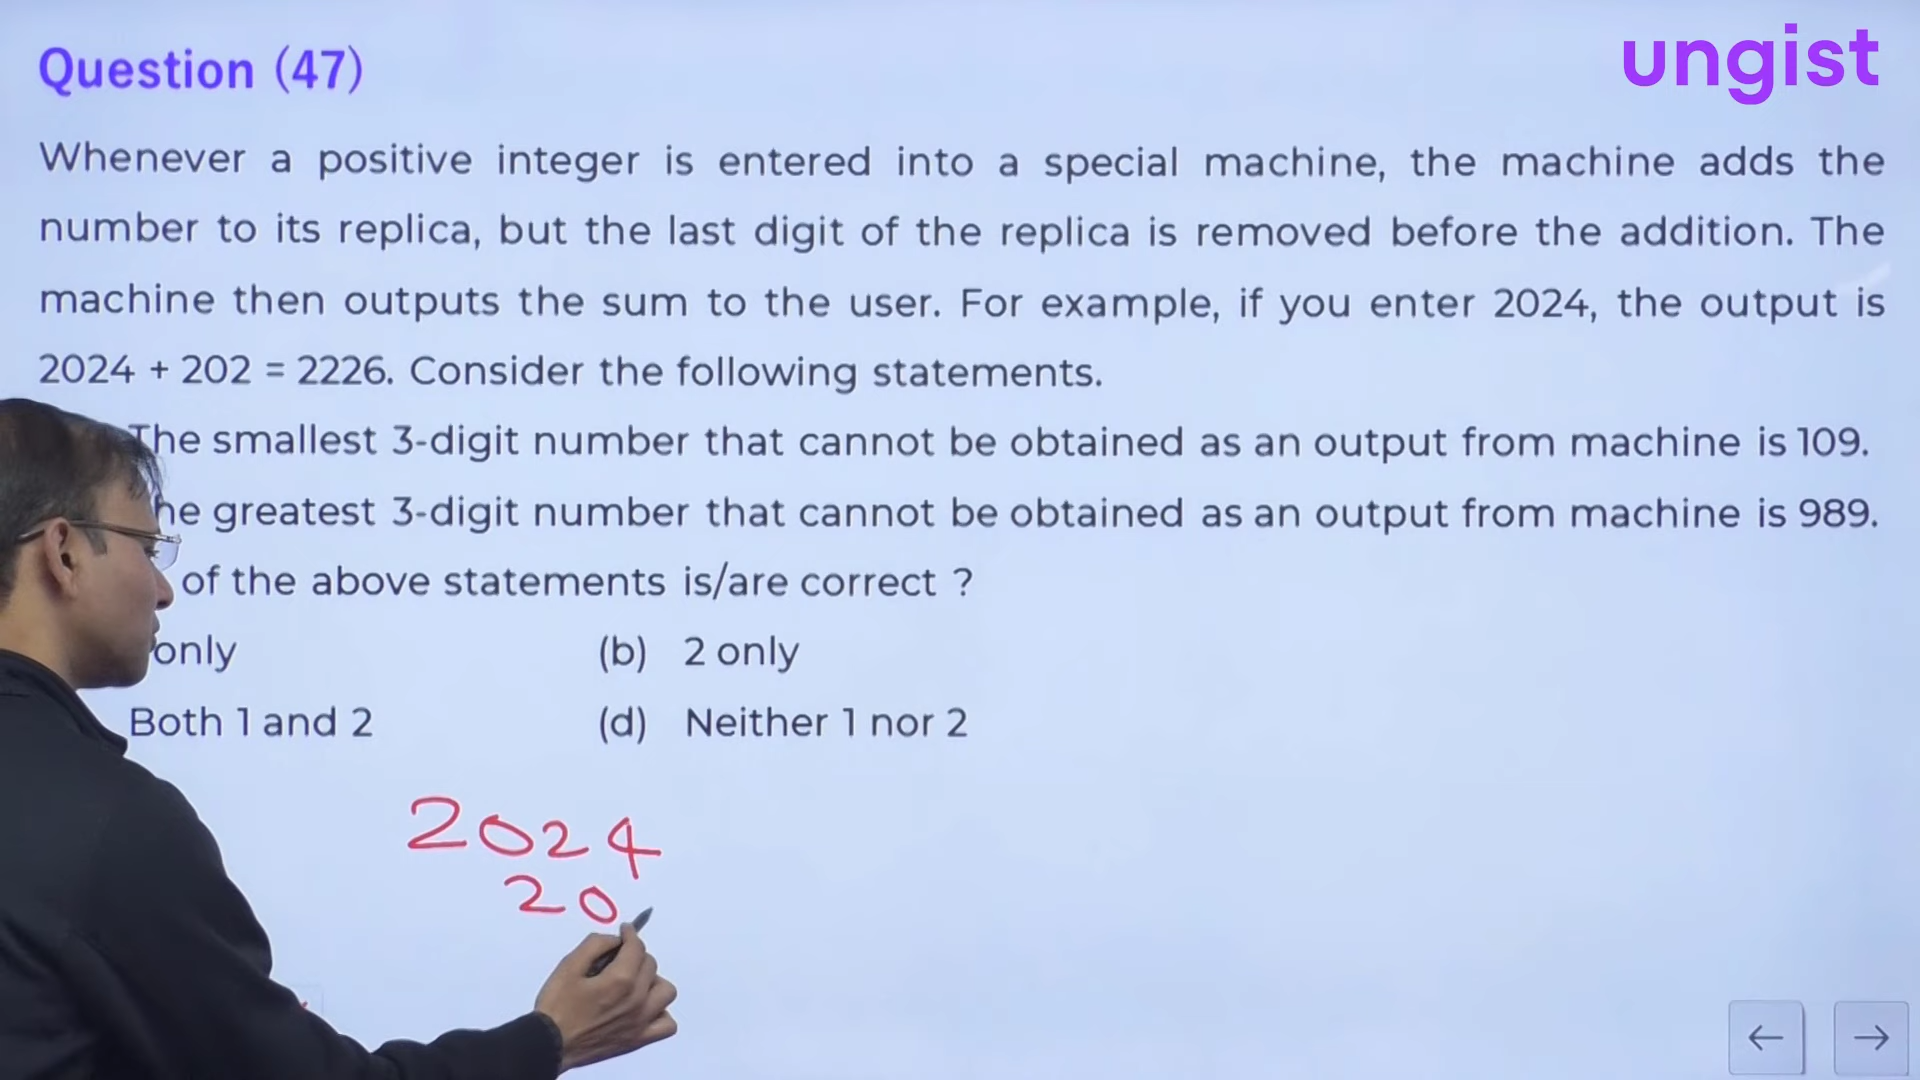 Question (47)
ungist
Whenever a positive integer is entered into a special machine, the machine adds the
number to its replica, but the last digit of the replica is removed before the addition. The
machine then outputs the sum to the user. For example, if you enter 2024, the output is
2024 + 202 = 2226. Consider the following statements.
The smallest 3-digit number that cannot be obtained as an output from machine is 109.
he greatest 3-digit number that cannot be obtained as an output from machine is 989.
of the above statements is/are correct ?
only
(b) 2 only
Both 1 and 2
(d) Neither 1 nor 2
2024
20